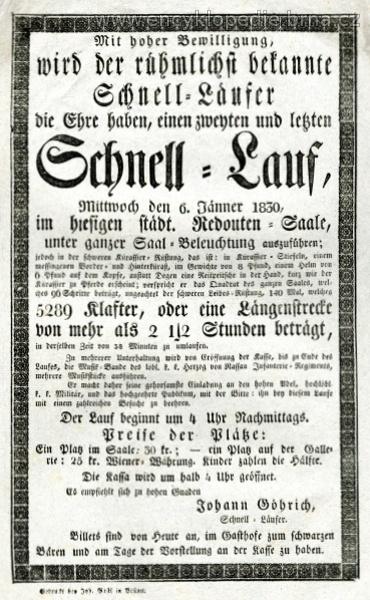 www.encyklopedie.brna.cz
Mit hoher Bewilligung,
wird der rühmlichst bekannte
Schnell-Läufer
die Ehre haben, einen zweyten und letzten
Schnell-Lauf,
Mittwoch den 6. Jänner 1830,
im hiesigen städt. Redouten-Saale,
unter ganzer Saal-Beleuchtung auszuführen;
jedoch in der schweren Kürassier-Rüstung, das ist: in Kürassier-Stiefeln, einem
messingenen Vorder- und Hinterküraß, im Gewichte von 8 Pfund, einem Helm von
6 Pfund auf dem Kopfe, anstatt Degen eine Reitpeitsche in der Hand, kurz wie der
Kürassier zu Pferde erscheint; verspricht er das Quadrat des ganzen Saales, wel-
ches 96 Schritte beträgt, ungeachtet der schweren Leibes-Rüstung, 140 Mal, welches
5289 Klafter, oder eine Längenstrecke
von mehr als 2 1|2 Stunden beträgt,
in derselben Zeit von 34 Minuten zu umlaufen.
Zu mehrerer Unterhaltung wird von Eröffnung der Kasse, bis zu Ende des
Laufes, die Musik-Bande des löbl. k. k. Herzog von Nassau Infanterie-Regiments,
mehrere Musikstücke ausführen.
Er macht daher seine gehorsamste Einladung an den hohen Adel, hochlöbl.
k. k. Militär, und das hochgeehrte Publikum, mit der Bitte: ihn bey diesem Laufe
mit einem zahlreichen Besuche zu beehren.
Der Lauf beginnt um 4 Uhr Nachmittags.
Preise der Plätze:
Ein Platz im Saale: 30 kr.; — ein Platz auf der Galle-
rie: 25 kr. Wiener-Währung. Kinder zahlen die Hälfte.
Die Kassa wird um halb 4 Uhr geöffnet.
Es empfiehlt sich zu hohen Gnaden
Johann Göhrich,
Schnell-Läufer.
Billets sind von Heute an, im Gasthofe zum schwarzen
Bären und am Tage der Vorstellung an der Kasse zu haben.
Gedruckt bey Jos. in Brünn.